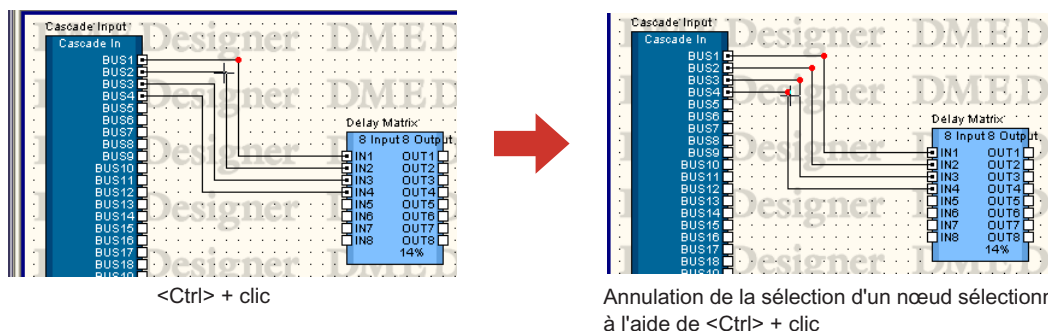 Cascade Input
Cascade In
BUS1
BUS2
BUS3
BUS4
BUS5
BUS6
BUS7
BUS8
BUS9
BUS10
BUS11
BUS12
BUS13
BUS14
BUS15
BUS16
BUS17
BUS18
Delay Matrix
8 Input 8 Output
IN1 OUT1
IN2 OUT2
IN3 OUT3
IN4 OUT4
IN5 OUT5
IN6 OUT6
IN7 OUT7
IN8 OUT8
14%
<Ctrl> + clic
Cascade Input
Cascade In
BUS1
BUS2
BUS3
BUS4
BUS5
BUS6
BUS7
BUS8
BUS9
BUS10
BUS11
BUS12
BUS13
BUS14
BUS15
BUS16
BUS17
BUS18
Delay Matrix
8 Input 8 Output
IN1 OUT1
IN2 OUT2
IN3 OUT3
IN4 OUT4
IN5 OUT5
IN6 OUT6
IN7 OUT7
IN8 OUT8
14%
Annulation de la sélection d'un nœud sélectionn
à l'aide de <Ctrl> + clic